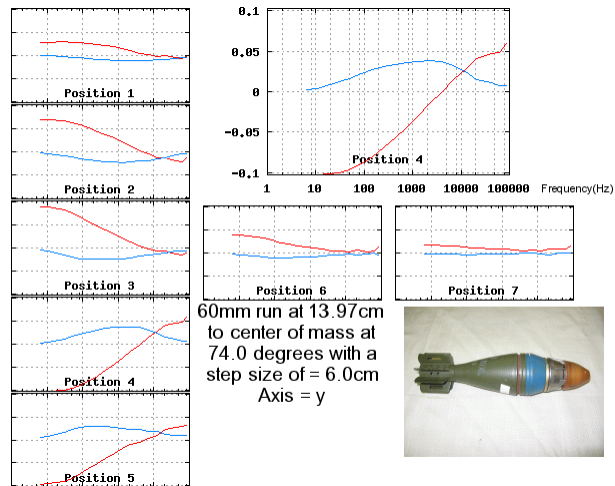 Position 1
Position 2
Position 3
Position 4
Position 5
0.1
0.05
0
-0.05
-0.1
Position 4
1 10 100 1000 10000 100000
Frequency(Hz)
Position 6
Position 7
60mm run at 13.97cm
to center of mass at
74.0 degrees with a
step size of = 6.0cm
Axis = y